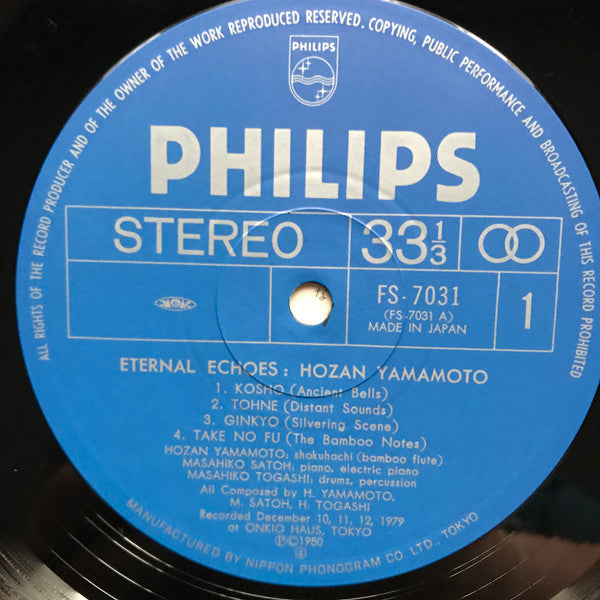 ALL RIGHTS OF THE RECORD PRODUCER AND OF THE OWNER OF THE WORK REPRODUCED RESERVED. COPYING, PUBLIC PERFORMANCE AND BROADCASTING OF THIS RECORD PROHIBITED
PHILIPS
PHILIPS
STEREO
33 1/3
JASRAC
FS-7031
(FS-7031 A)
MADE IN JAPAN
1
ETERNAL ECHOES: HOZAN YAMAMOTO
1. KOSHO (Ancient Bells)
2. TOHNE (Distant Sounds)
3. GINKYO (Silvering Scene)
4. TAKE NO FU (The Bamboo Notes)
HOZAN YAMAMOTO; shakuhachi (bamboo flute)
MASAHIKO SATOH; piano, electric piano
MASAHIKO TOGASHI; drums, percussion
All Composed by H. YAMAMOTO,
M. SATOH, H. TOGASHI
Recorded December 10, 11, 12, 1979
at ONKIO HAUS, TOKYO
Ⓟ©1980
④
MANUFACTURED BY NIPPON PHONOGRAM CO. LTD., TOKYO